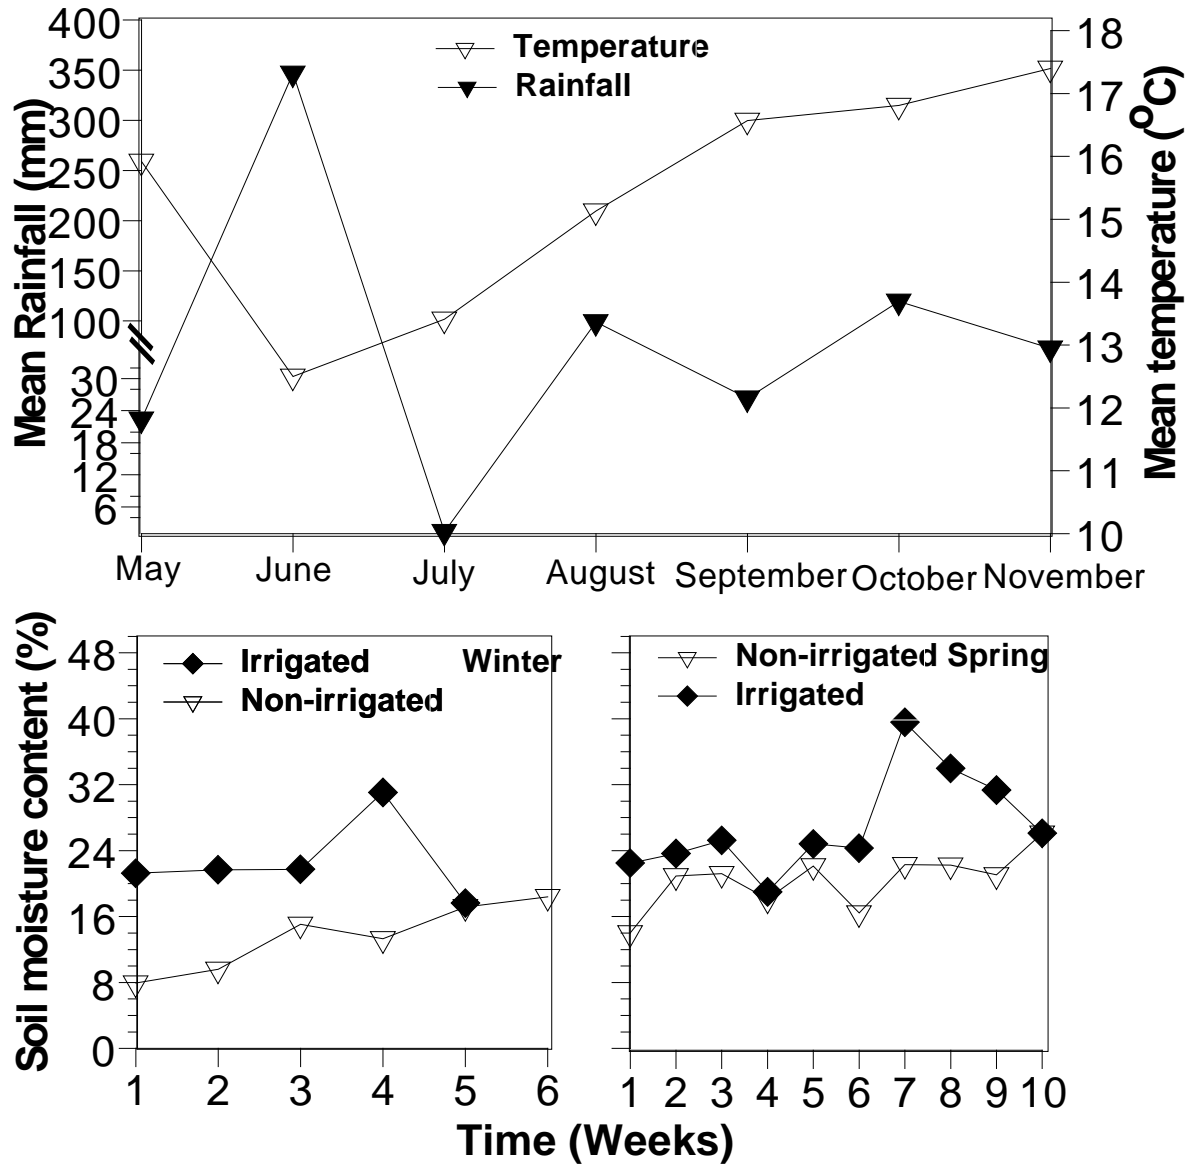 400
350
300
250
200
150
100
30
24
18
12
6
Mean Rainfall (mm)
Temperature
Rainfall
18
17
16
15
14
13
12
11
10
Mean temperature (ºC)
May June July August September October November
Soil moisture content (%)
48
40
32
24
16
8
0
Irrigated Winter
Non-irrigated
1 2 3 4 5 6
Non-irrigated Spring
Irrigated
1 2 3 4 5 6 7 8 9 10
Time (Weeks)